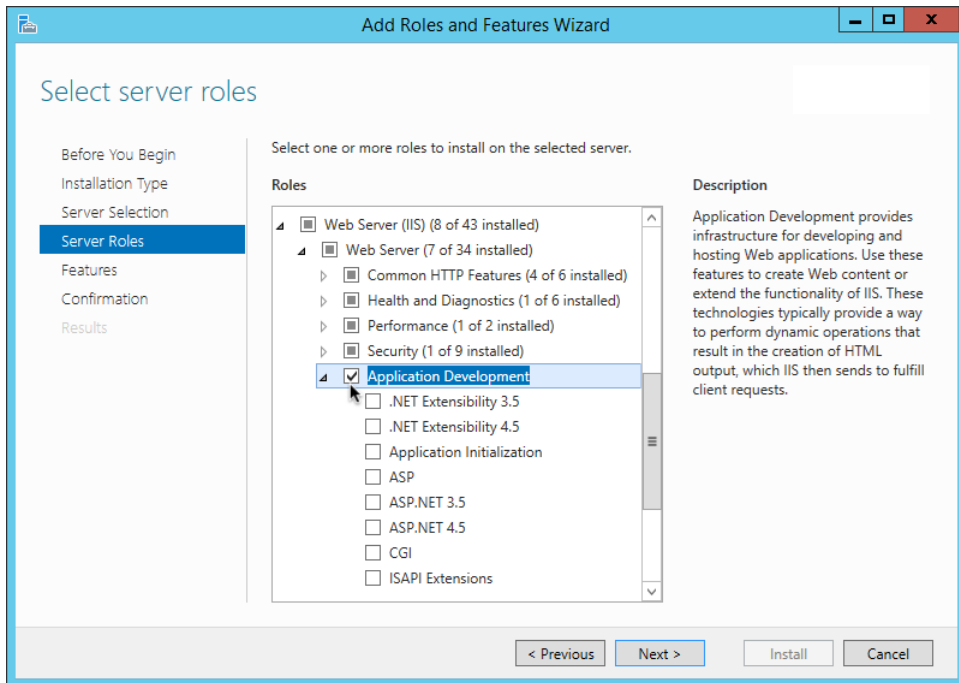 Add Roles and Features Wizard
Select server roles
Before You Begin
Installation Type
Server Selection
Server Roles
Features
Confirmation
Results
Select one or more roles to install on the selected server.
Roles
Web Server (IIS) (8 of 43 installed)
Web Server (7 of 34 installed)
Common HTTP Features (4 of 6 installed)
Health and Diagnostics (1 of 6 installed)
Performance (1 of 2 installed)
Security (1 of 9 installed)
Application Development
.NET Extensibility 3.5
.NET Extensibility 4.5
Application Initialization
ASP
ASP.NET 3.5
ASP.NET 4.5
CGI
ISAPI Extensions
Description
Application Development provides
infrastructure for developing and
hosting Web applications. Use these
features to create Web content or
extend the functionality of IIS. These
technologies typically provide a way
to perform dynamic operations that
result in the creation of HTML
output, which IIS then sends to fulfill
client requests.
< Previous
Next >
Install
Cancel